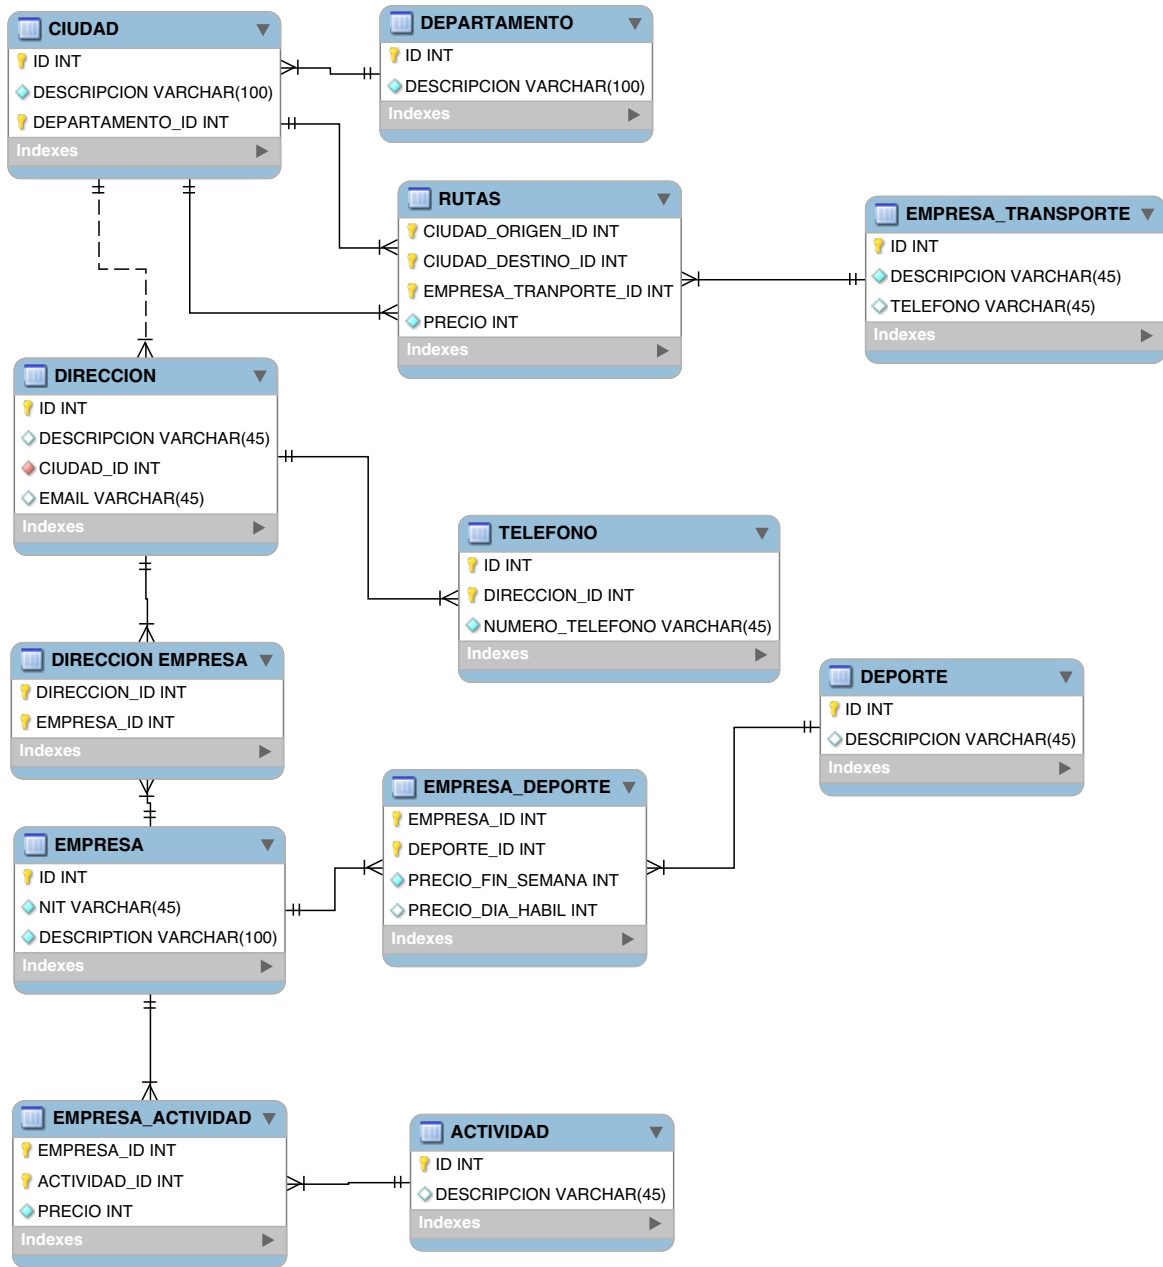 CIUDAD
ID INT
DESCRIPCION VARCHAR(100)
DEPARTAMENTO_ID INT
Indexes
DEPARTAMENTO
ID INT
DESCRIPCION VARCHAR(100)
Indexes
RUTAS
CIUDAD_ORIGEN_ID INT
CIUDAD_DESTINO_ID INT
EMPRESA_TRANPORTE_ID INT
PRECIO INT
Indexes
EMPRESA_TRANSPORTE
ID INT
DESCRIPCION VARCHAR(45)
TELEFONO VARCHAR(45)
Indexes
DIRECCION
ID INT
DESCRIPCION VARCHAR(45)
CIUDAD_ID INT
EMAIL VARCHAR(45)
Indexes
TELEFONO
ID INT
DIRECCION_ID INT
NUMERO_TELEFONO VARCHAR(45)
Indexes
DIRECCION EMPRESA
DIRECCION_ID INT
EMPRESA_ID INT
Indexes
DEPORTE
ID INT
DESCRIPCION VARCHAR(45)
Indexes
EMPRESA_DEPORTE
EMPRESA_ID INT
DEPORTE_ID INT
PRECIO_FIN_SEMANA INT
PRECIO_DIA_HABIL INT
Indexes
EMPRESA
ID INT
NIT VARCHAR(45)
DESCRIPTION VARCHAR(100)
Indexes
EMPRESA_ACTIVIDAD
EMPRESA_ID INT
ACTIVIDAD_ID INT
PRECIO INT
Indexes
ACTIVIDAD
ID INT
DESCRIPCION VARCHAR(45)
Indexes